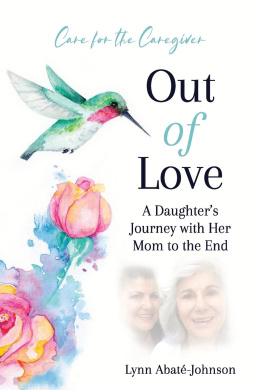 Care for the Caregiver
Out
of
Love
A Daughter's
Journey with Her
Mom to the End
Lynn Abaté-Johnson